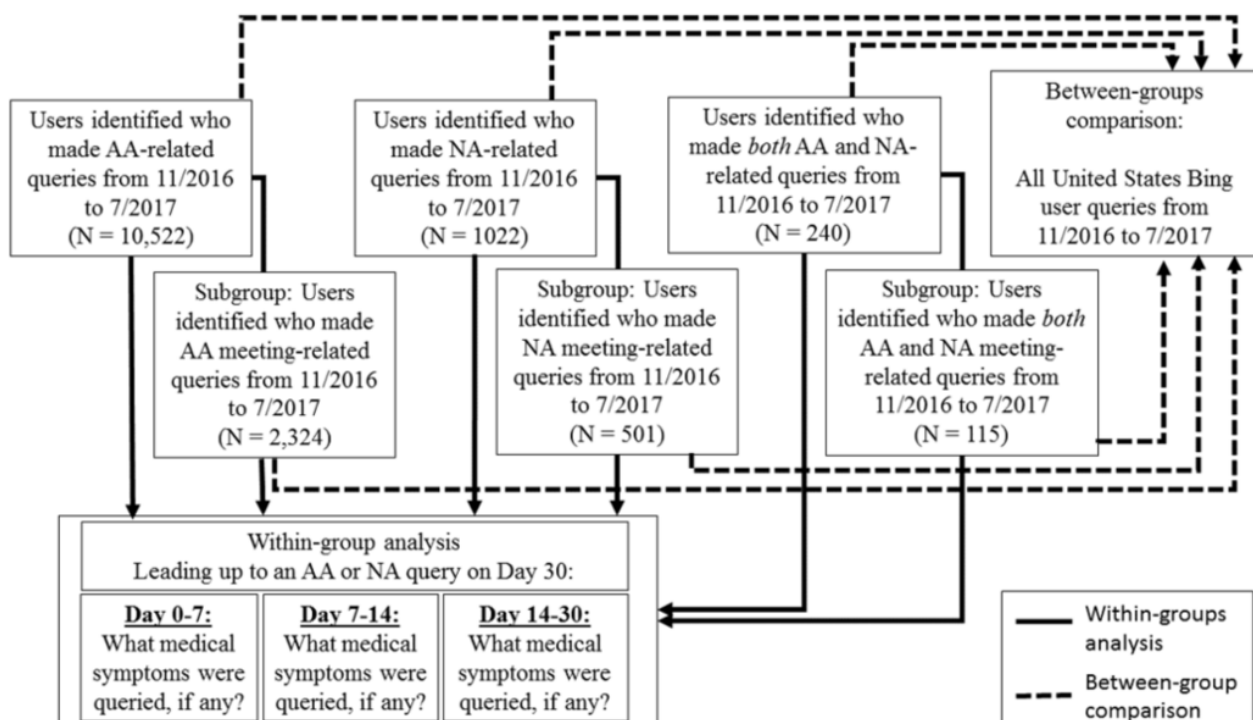 Users identified who
made AA-related
queries from 11/2016
to 7/2017
(N = 10,522)
Users identified who
made NA-related
queries from 11/2016
to 7/2017
(N = 1022)
Users identified who
made both AA and NA-
related queries from
11/2016 to 7/2017
(N = 240)
Between-groups
comparison:
All United States Bing
user queries from
11/2016 to 7/2017
Subgroup: Users
identified who made
AA meeting-related
queries from 11/2016
to 7/2017
(N = 2,324)
Subgroup: Users
identified who made
NA meeting-related
queries from 11/2016
to 7/2017
(N = 501)
Subgroup: Users
identified who made both
AA and NA meeting-
related queries from
11/2016 to 7/2017
(N = 115)
Within-group analysis
Leading up to an AA or NA query on Day 30:
Day 0-7:
What medical
symptoms were
queried, if any?
Day 7-14:
What medical
symptoms were
queried, if any?
Day 14-30:
What medical
symptoms were
queried, if any?
Within-groups
analysis
Between-group
comparison